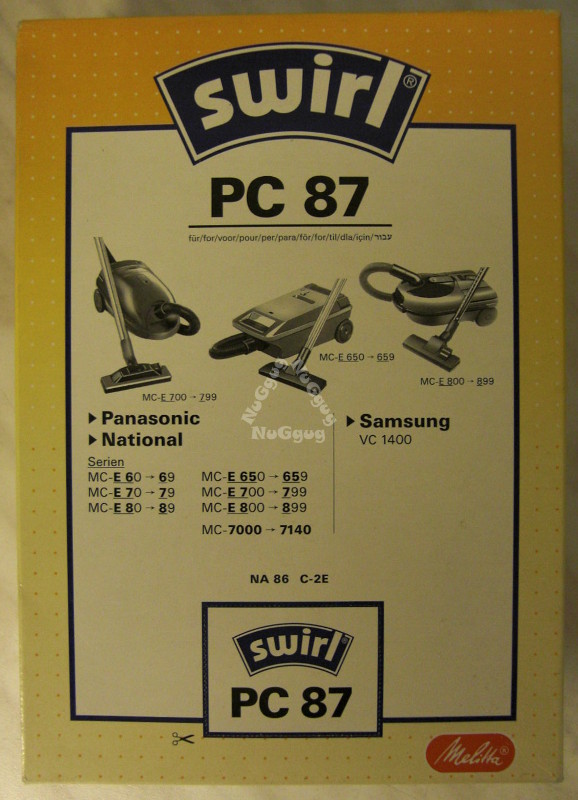 swirl®
PC 87
für/for/voor/pour/per/para/för/for/til/dla/için/עבור
MC-E 700 → 799
MC-E 650 → 659
MC-E 800 → 899
Panasonic
National
Serien
MC-E 60 → 69
MC-E 70 → 79
MC-E 80 → 89
MC-E 650 → 659
MC-E 700 → 799
MC-E 800 → 899
MC-7000 → 7140
Samsung
VC 1400
NuGgug NuGguy
NuGgug
NA 86 C-2E
swirl®
PC 87
Melitta®